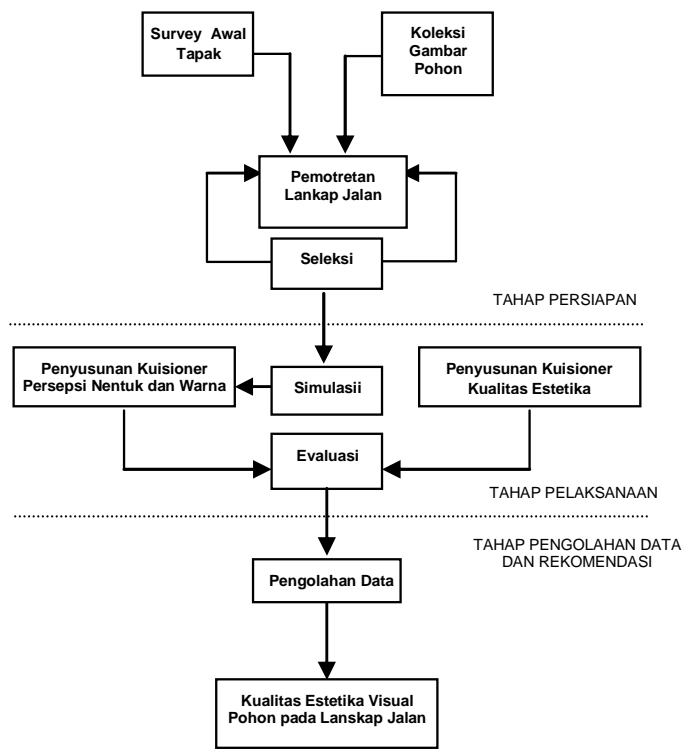 Survey Awal
Tapak
Koleksi
Gambar
Pohon
Pemotretan
Lankap Jalan
Seleksi
TAHAP PERSIAPAN
Penyusunan Kuisioner
Persepsi Nentuk dan Warna
Simulasii
Penyusunan Kuisioner
Kualitas Estetika
Evaluasi
TAHAP PELAKSANAAN
TAHAP PENGOLAHAN DATA
DAN REKOMENDASI
Pengolahan Data
Kualitas Estetika Visual
Pohon pada Lanskap Jalan